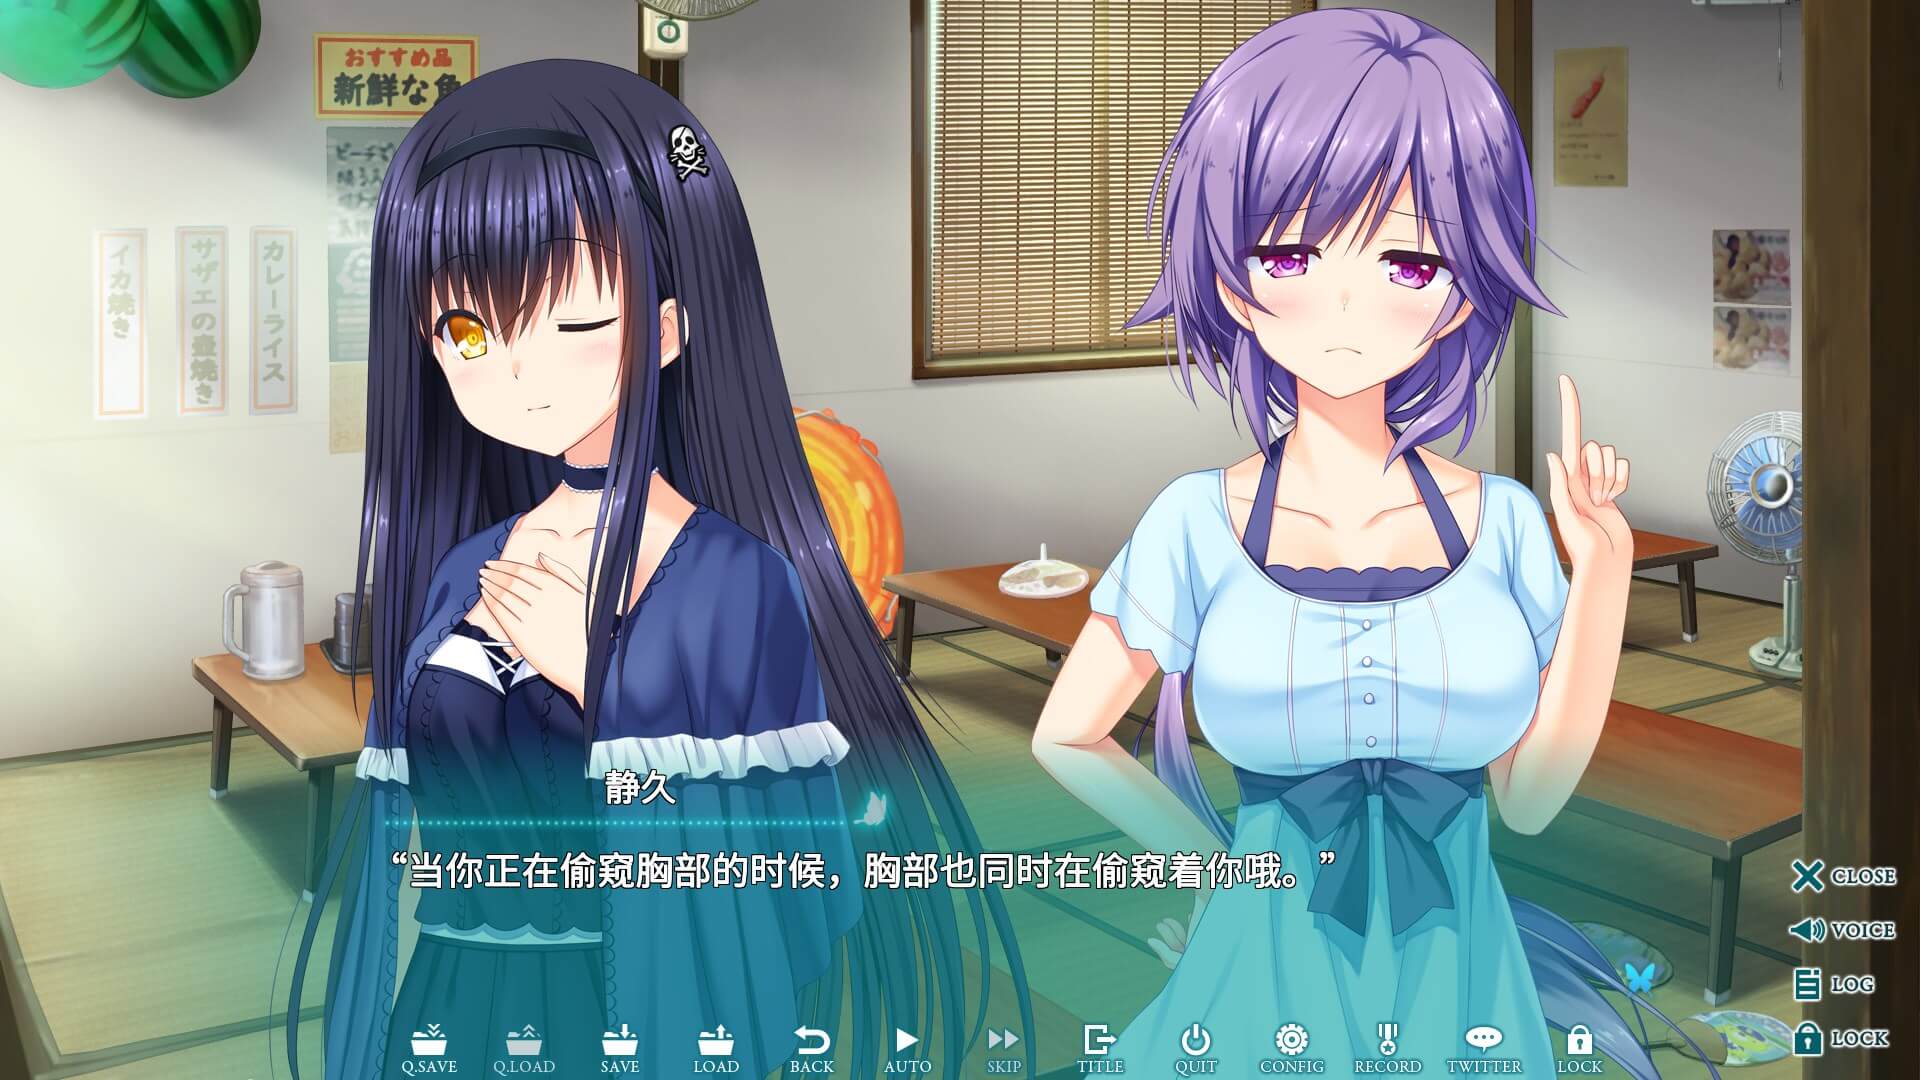 おすすめ品
新鮮な魚
イカ焼き
サザエの壺焼き
カレーライス
静久
“当你正在偷窥胸部的时候，胸部也同时在偷窥着你哦。”
CLOSE
VOICE
LOG
LOCK
Q.SAVE
Q.LOAD
SAVE
LOAD
BACK
AUTO
SKIP
TITLE
QUIT
CONFIG
RECORD
TWITTER
LOCK